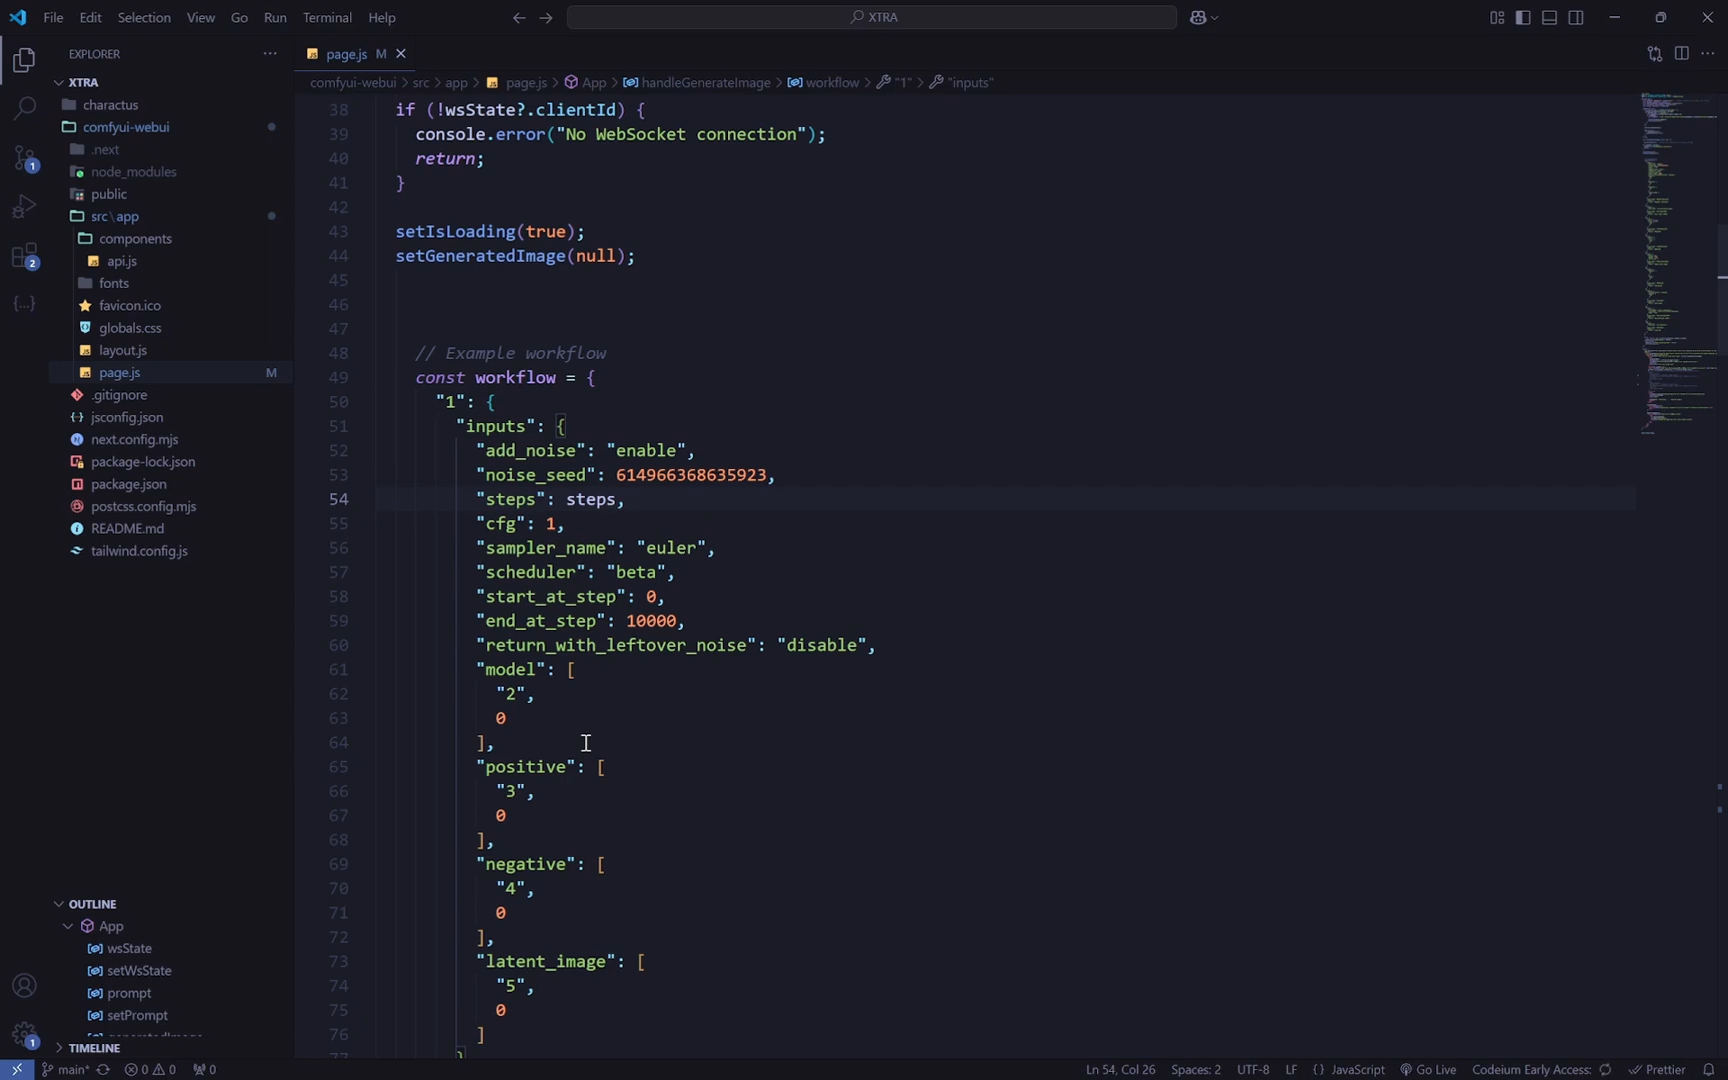 File Edit Selection View Go Run Terminal Help
XTRA
EXPLORER
XTRA
charactus
comfyui-webui
.next
node_modules
public
src\app
components
api.js
fonts
favicon.ico
globals.css
layout.js
page.js M
.gitignore
jsconfig.json
next.config.mjs
package-lock.json
package.json
postcss.config.mjs
README.md
tailwind.config.js
OUTLINE
App
wsState
setWsState
prompt
setPrompt
TIMELINE
1
2
1
page.js M
comfyui-webui > src > app > page.js > App > handleGenerateImage > workflow > "1" > "inputs"
38 if (!wsState?.clientId) {
39 console.error("No WebSocket connection");
40 return;
41 }
42
43 setIsLoading(true);
44 setGeneratedImage(null);
45
46
47
48 // Example workflow
49 const workflow = {
50 "1": {
51 "inputs": {
52 "add_noise": "enable",
53 "noise_seed": 614966368635923,
54 "steps": steps,
55 "cfg": 1,
56 "sampler_name": "euler",
57 "scheduler": "beta",
58 "start_at_step": 0,
59 "end_at_step": 10000,
60 "return_with_leftover_noise": "disable",
61 "model": [
62 "2",
63 0
64 ],
65 "positive": [
66 "3",
67 0
68 ],
69 "negative": [
70 "4",
71 0
72 ],
73 "latent_image": [
74 "5",
75 0
76 ]
main* 0 0 0 Ln 54, Col 26 Spaces: 2 UTF-8 LF {} JavaScript Go Live Codeium Early Access: Prettier